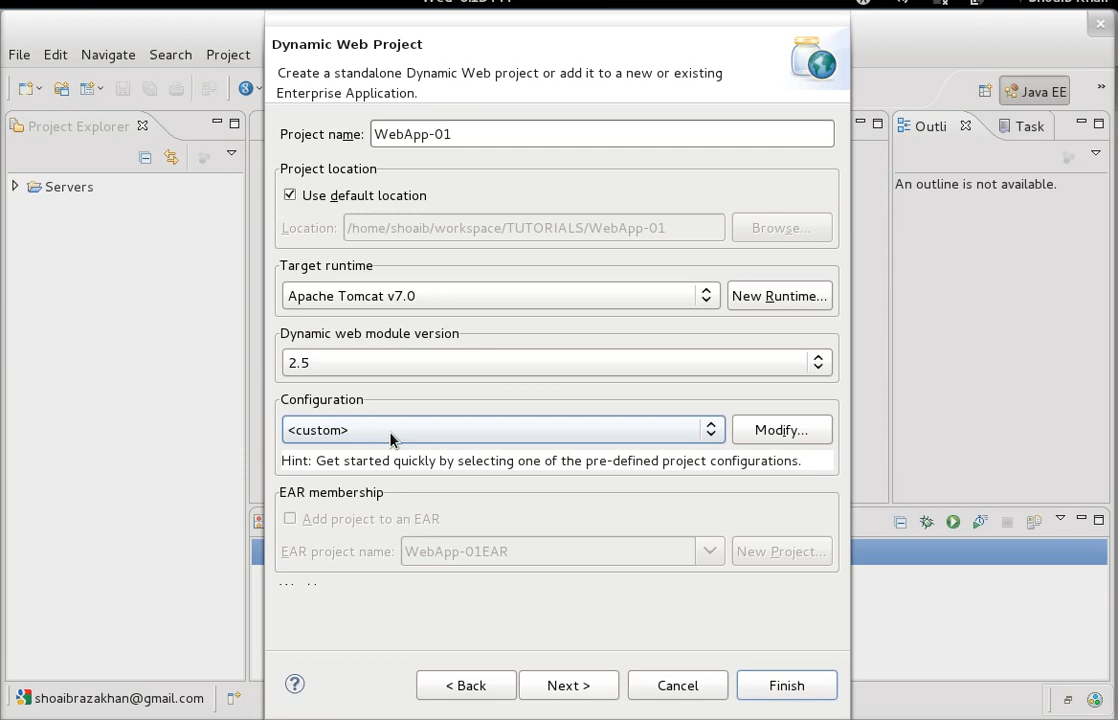 File Edit Navigate Search Project
Java EE
Project Explorer
Servers
Dynamic Web Project
Create a standalone Dynamic Web project or add it to a new or existing
Enterprise Application.
Project name: WebApp-01
Project location
Use default location
Location: /home/shoaib/workspace/TUTORIALS/WebApp-01 Browse...
Target runtime
Apache Tomcat v7.0 New Runtime...
Dynamic web module version
2.5
Configuration
<custom> Modify...
Hint: Get started quickly by selecting one of the pre-defined project configurations.
EAR membership
Add project to an EAR
EAR project name: WebApp-01EAR New Project...
< Back Next > Cancel Finish
Outli Task
An outline is not available.
shoaibrazakhan@gmail.com